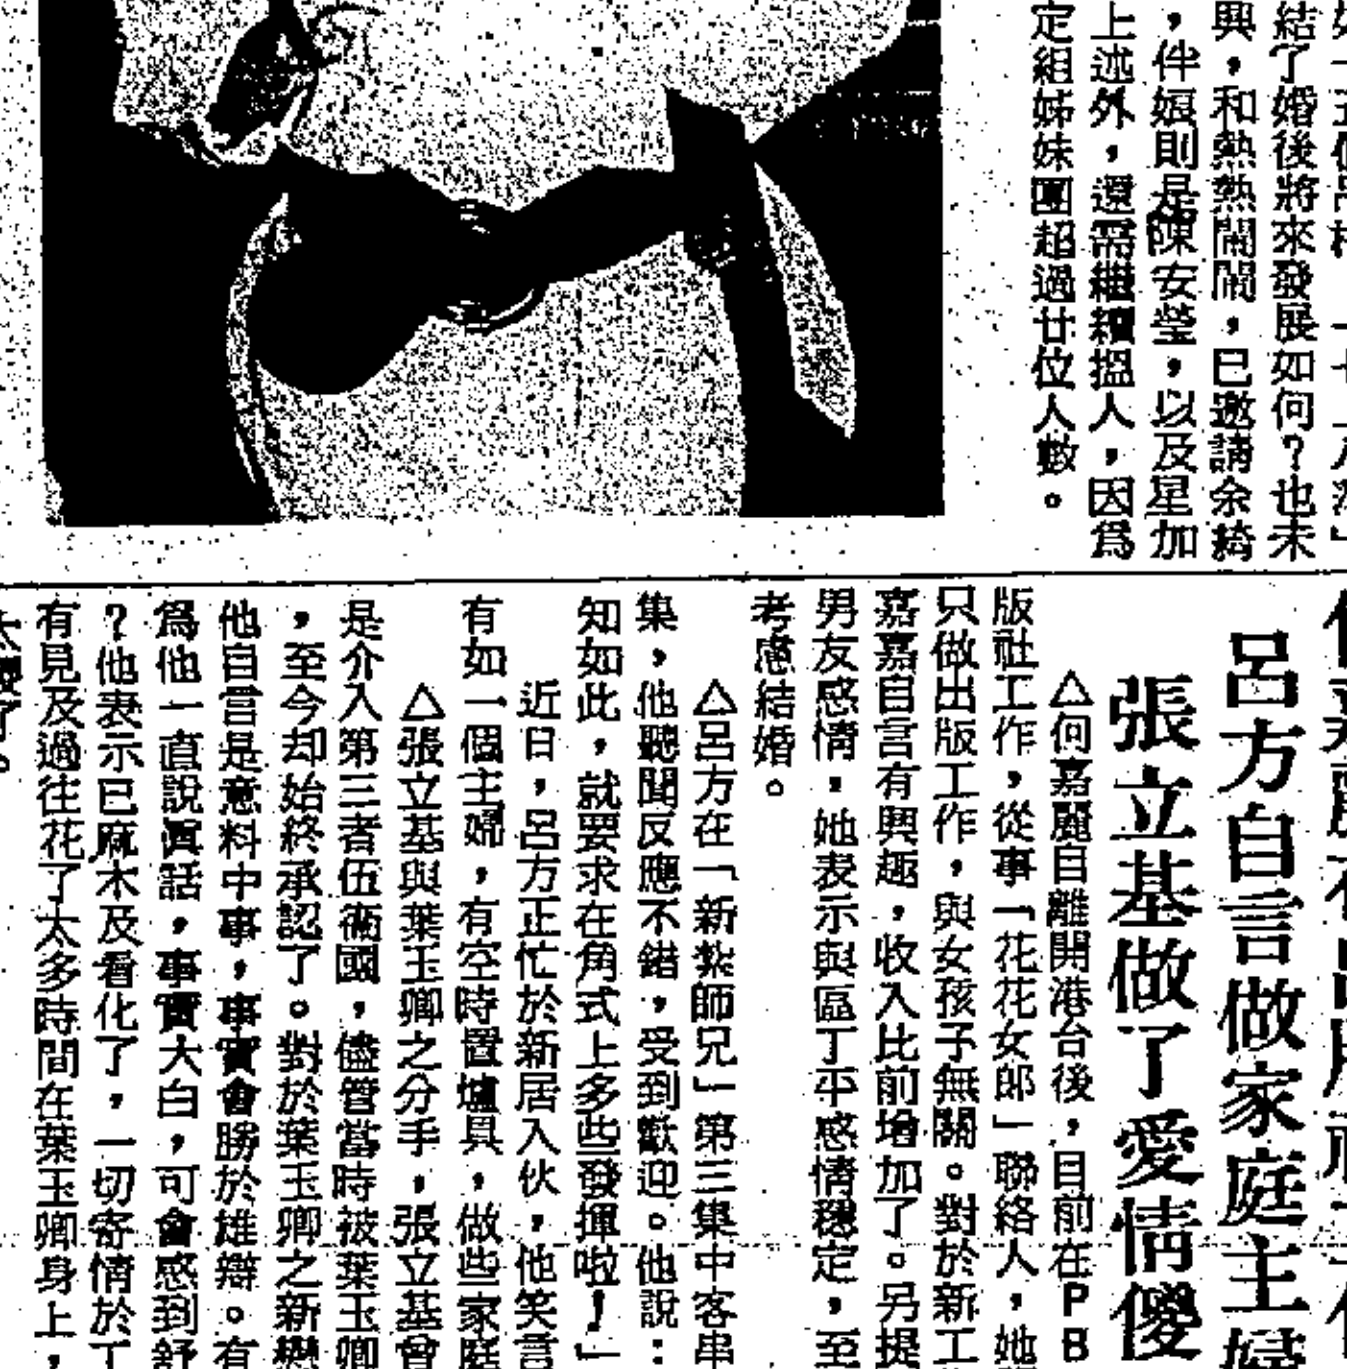 結了婚後將來發展如何？也未
興，和熱熱鬧鬧，已邀請余綺
，伴娘則是陳安瑩，以及星加
上述外，還需繼續搵人，因爲
定組姊妹團超過廿位人數。
呂方自言做家庭主婦
張立基做了愛情傻
△何嘉麗自離開港台後，目前在ＰＢ
版社工作，從事「花花女郎」聯絡人，她
只做出版工作，與女孩子無關。對於新工
嘉嘉自言有興趣，收入比前增加了。另提
男友感情，她表示與區丁平感情穩定，至
考慮結婚。
△呂方在「新紮師兄」第三集中客串
集，他聽聞反應不錯，受到歡迎。他說：
知如此，就要求在角式上多些發揮啦！」
近日，呂方正忙於新居入伙，他笑言
有如一個主婦，有空時置爐具，做些家庭
△張立基與葉玉卿之分手，張立基曾
是介入第三者伍衞國，儘管當時被葉玉卿
，至今却始終承認了。對於葉玉卿之新戀
他自言是意料中事，事實會勝於雄辯。有
爲他一直說眞話，事實大白，可會感到舒
？他表示已麻木及看化了，一切寄情於工
有見及過往花了太多時間在葉玉卿身上，
太傻了。